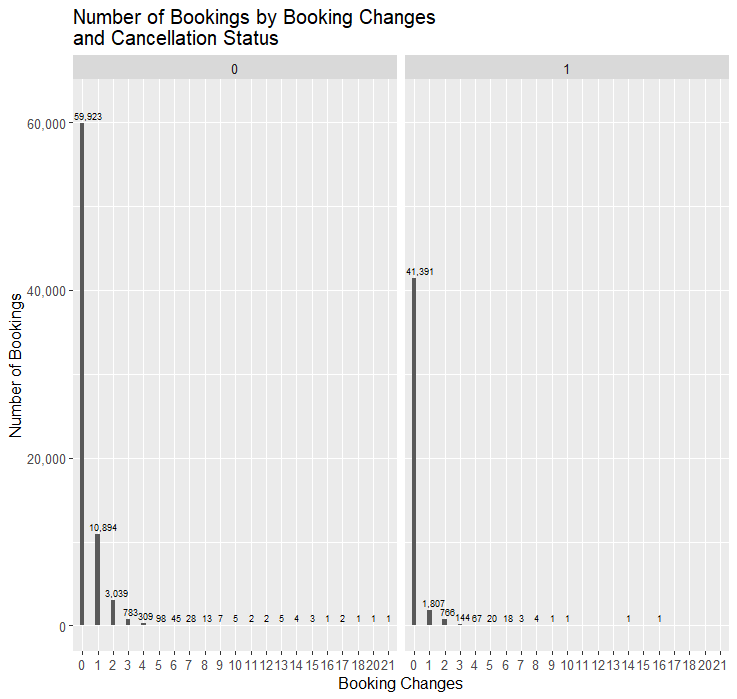 Number of Bookings by Booking Changes
and Cancellation Status
0 1
60,000
40,000
20,000
0
Number of Bookings
59,923
10,894
3,039
783 309 98 45 28 13 7 5 2 2 5 4 3 1 2 1 1 1
41,391
1,807
766
144 67 20 18 3 4 1 1 1 1
0 1 2 3 4 5 6 7 8 9 10 11 12 13 14 15 16 17 18 20 21
0 1 2 3 4 5 6 7 8 9 10 11 12 13 14 15 16 17 18 20 21
Booking Changes